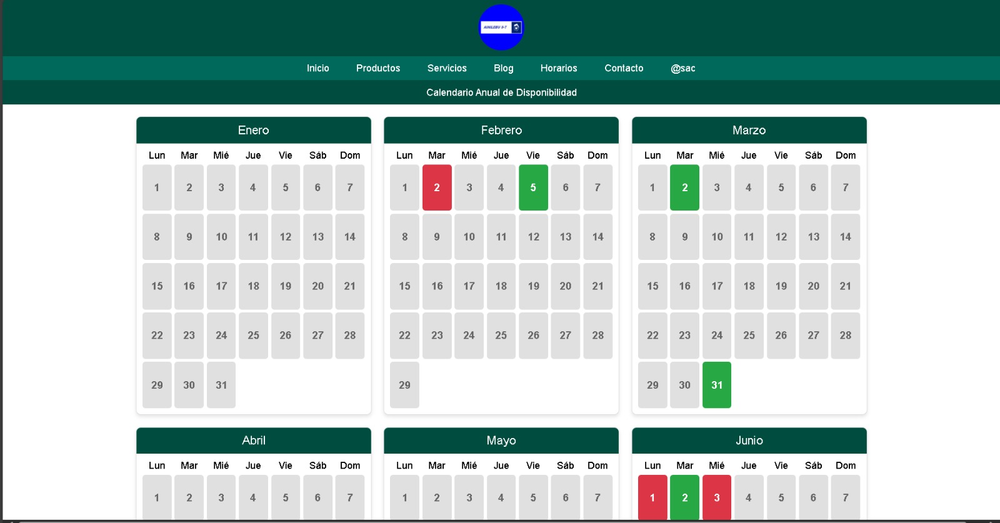 AINILEBU S-T
Inicio Productos Servicios Blog Horarios Contacto @sac
Calendario Anual de Disponibilidad
Enero
Lun Mar Mié Jue Vie Sáb Dom
1 2 3 4 5 6 7
8 9 10 11 12 13 14
15 16 17 18 19 20 21
22 23 24 25 26 27 28
29 30 31
Febrero
Lun Mar Mié Jue Vie Sáb Dom
1 2 3 4 5 6 7
8 9 10 11 12 13 14
15 16 17 18 19 20 21
22 23 24 25 26 27 28
29
Marzo
Lun Mar Mié Jue Vie Sáb Dom
1 2 3 4 5 6 7
8 9 10 11 12 13 14
15 16 17 18 19 20 21
22 23 24 25 26 27 28
29 30 31
Abril
Lun Mar Mié Jue Vie Sáb Dom
1 2 3 4 5 6 7
Mayo
Lun Mar Mié Jue Vie Sáb Dom
1 2 3 4 5 6 7
Junio
Lun Mar Mié Jue Vie Sáb Dom
1 2 3 4 5 6 7